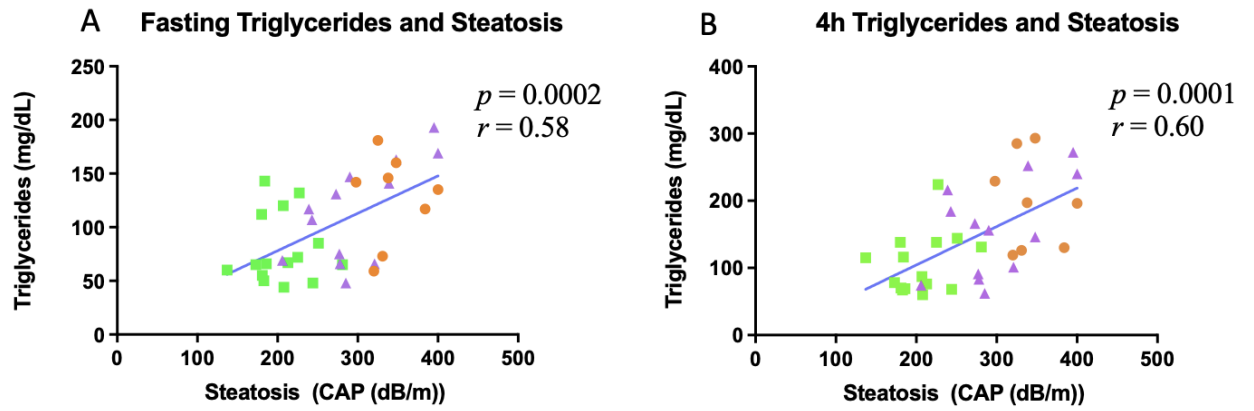 A
Fasting Triglycerides and Steatosis
p = 0.0002
r = 0.58
Triglycerides (mg/dL)
250
200
150
100
50
0
0 100 200 300 400 500
Steatosis (CAP (dB/m))
B
4h Triglycerides and Steatosis
p = 0.0001
r = 0.60
Triglycerides (mg/dL)
400
300
200
100
0
0 100 200 300 400 500
Steatosis (CAP (dB/m))